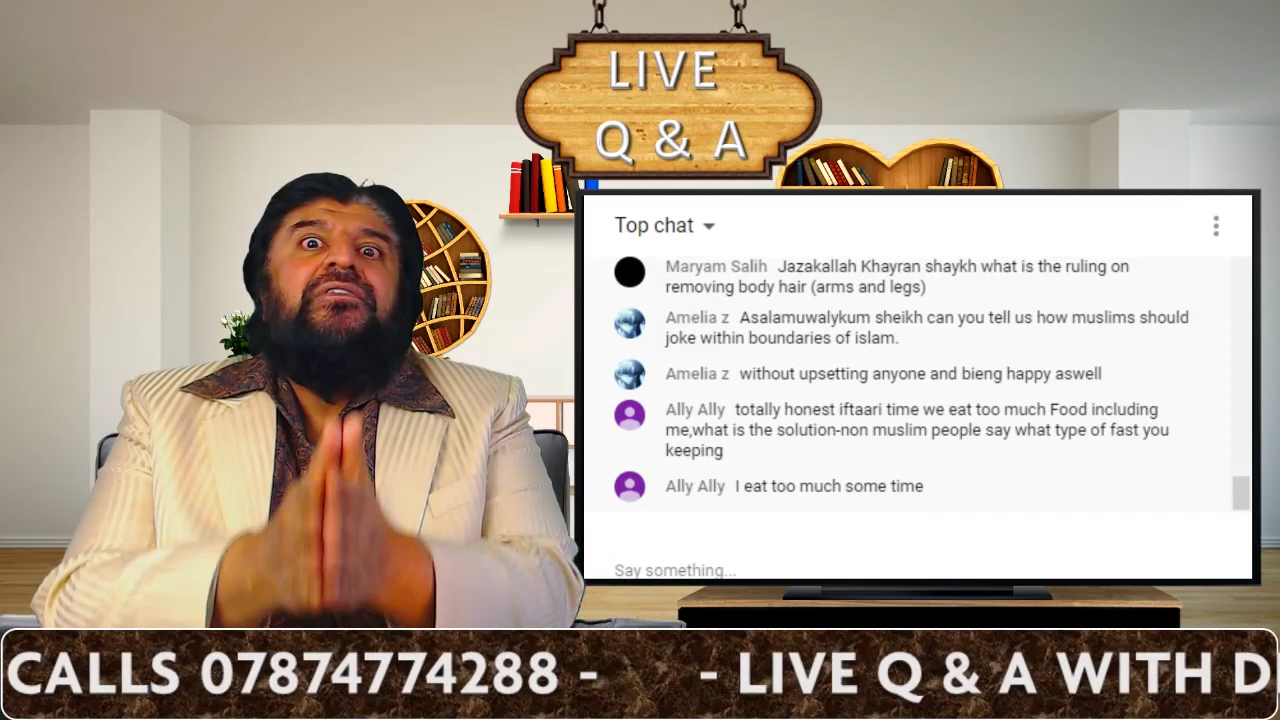 LIVE
Q & A
Top chat
Maryam Salih Jazakallah Khayran shaykh what is the ruling on
removing body hair (arms and legs)
Amelia z Asalamuwalykum sheikh can you tell us how muslims should
joke within boundaries of islam.
Amelia z without upsetting anyone and bieng happy aswell
Ally Ally totally honest iftaari time we eat too much Food including
me,what is the solution-non muslim people say what type of fast you
keeping
Ally Ally I eat too much some time
Say something...
CALLS 07874774288 - - LIVE Q & A WITH D